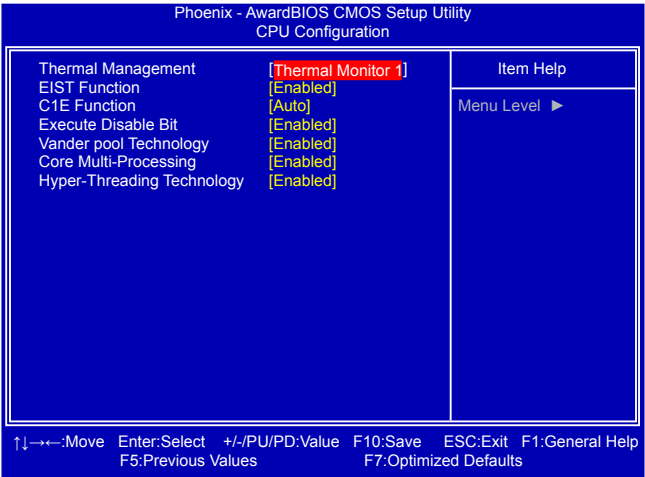 Phoenix - AwardBIOS CMOS Setup Utility
CPU Configuration
Thermal Management [Thermal Monitor 1]
EIST Function [Enabled]
C1E Function [Auto]
Execute Disable Bit [Enabled]
Vander pool Technology [Enabled]
Core Multi-Processing [Enabled]
Hyper-Threading Technology [Enabled]
Item Help
Menu Level ►
↑↓→←:Move Enter:Select +/-/PU/PD:Value F10:Save ESC:Exit F1:General Help
F5:Previous Values F7:Optimized Defaults